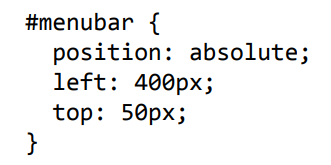 #menubar {
  position: absolute;
  left: 400px;
  top: 50px;
}